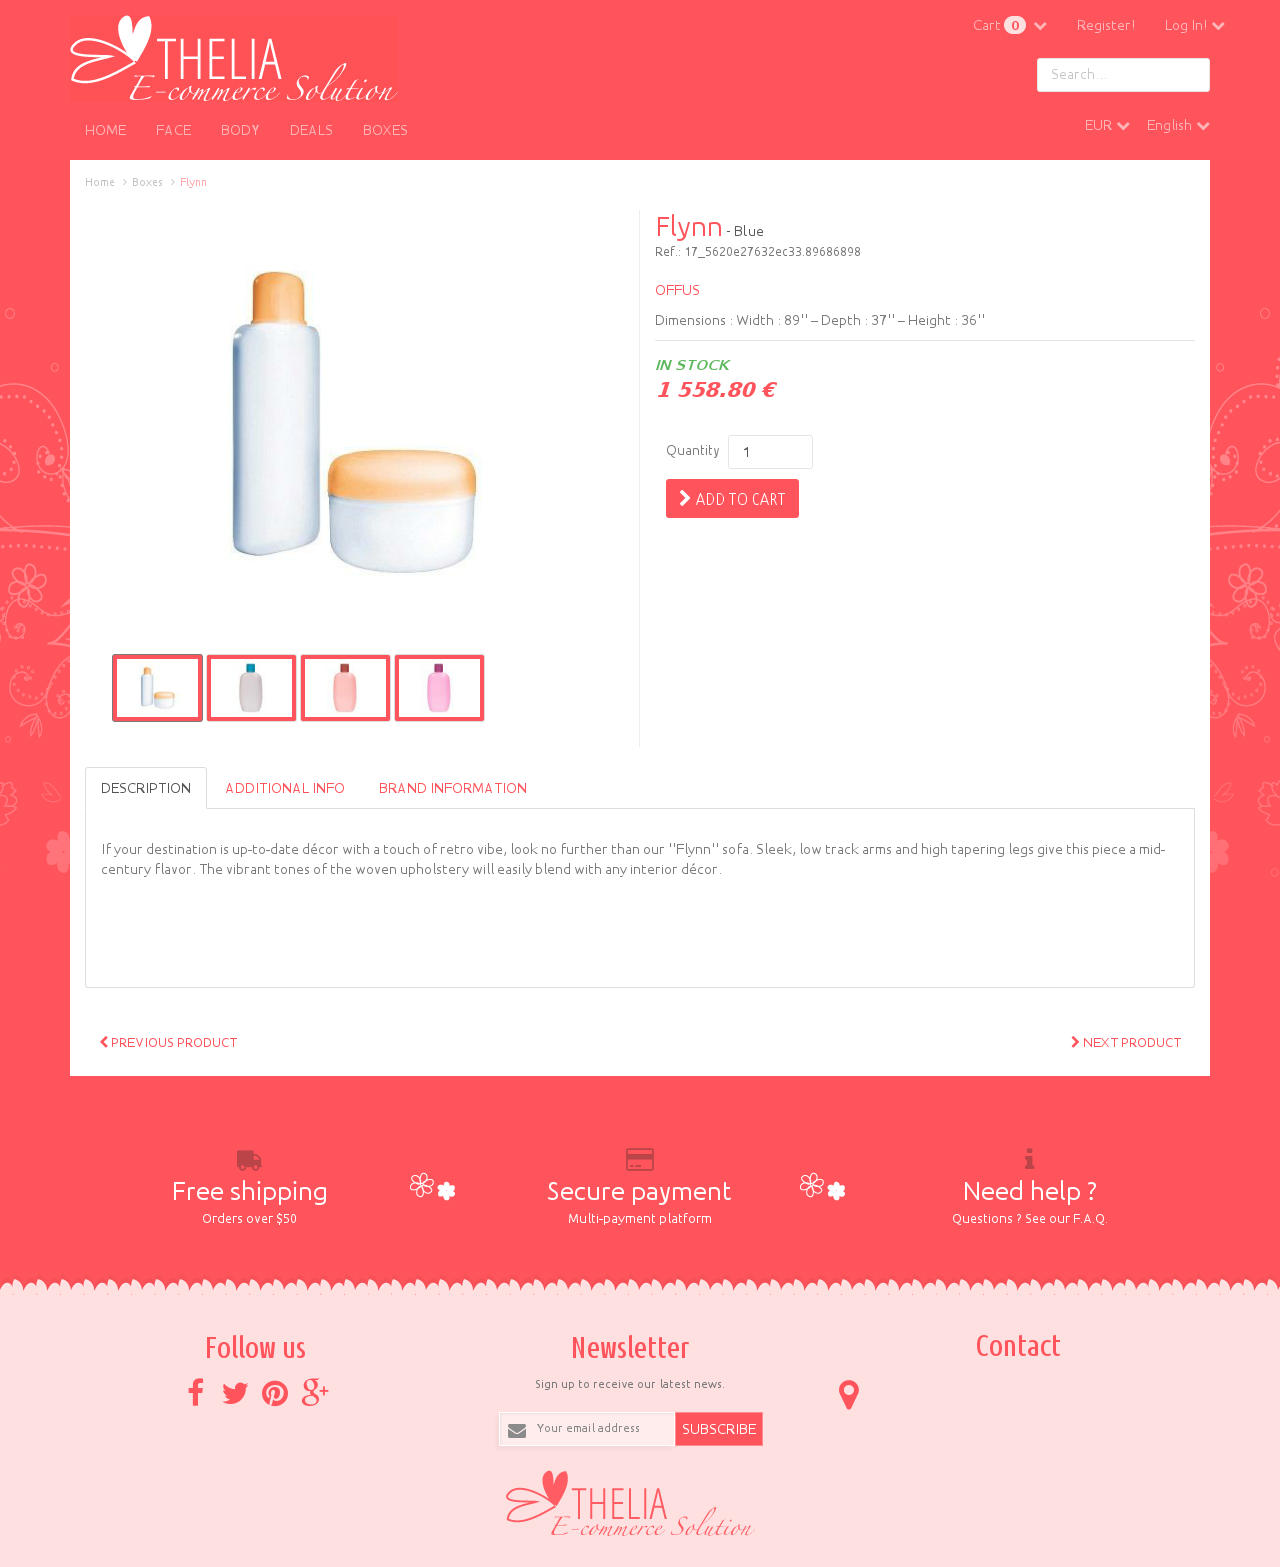 THELIA
E-commerce Solution
Cart 0
Register!
Log In!
Search...
HOME
FACE
BODY
DEALS
BOXES
EUR
English
Home
Boxes
Flynn
Flynn - Blue
Ref.: 17_5620e27632ec33.89686898
OFFUS
Dimensions : Width : 89" – Depth : 37" – Height : 36"
IN STOCK
1 558.80 €
Quantity 1
ADD TO CART
DESCRIPTION
ADDITIONAL INFO
BRAND INFORMATION
If your destination is up-to-date décor with a touch of retro vibe, look no further than our "Flynn" sofa. Sleek, low track arms and high tapering legs give this piece a mid-
century flavor. The vibrant tones of the woven upholstery will easily blend with any interior décor.
PREVIOUS PRODUCT
NEXT PRODUCT
Free shipping
Orders over $50
Secure payment
Multi-payment platform
Need help ?
Questions ? See our F.A.Q.
Follow us
Newsletter
Sign up to receive our latest news.
Your email address
SUBSCRIBE
Contact
THELIA
E-commerce Solution